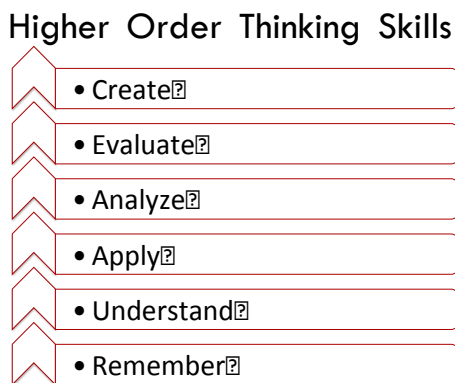 Higher Order Thinking Skills
• Create�
• Evaluate�
• Analyze�
• Apply�
• Understand�
• Remember�